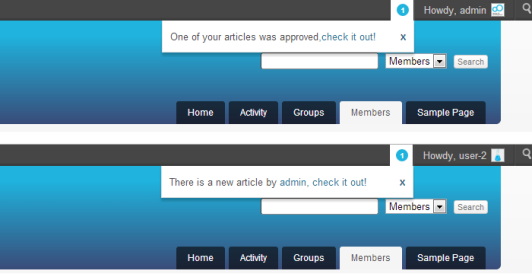 1 Howdy, admin
One of your articles was approved,check it out! x
Members Search
Home Activity Groups Members Sample Page
1 Howdy, user-2
There is a new article by admin, check it out! x
Members Search
Home Activity Groups Members Sample Page